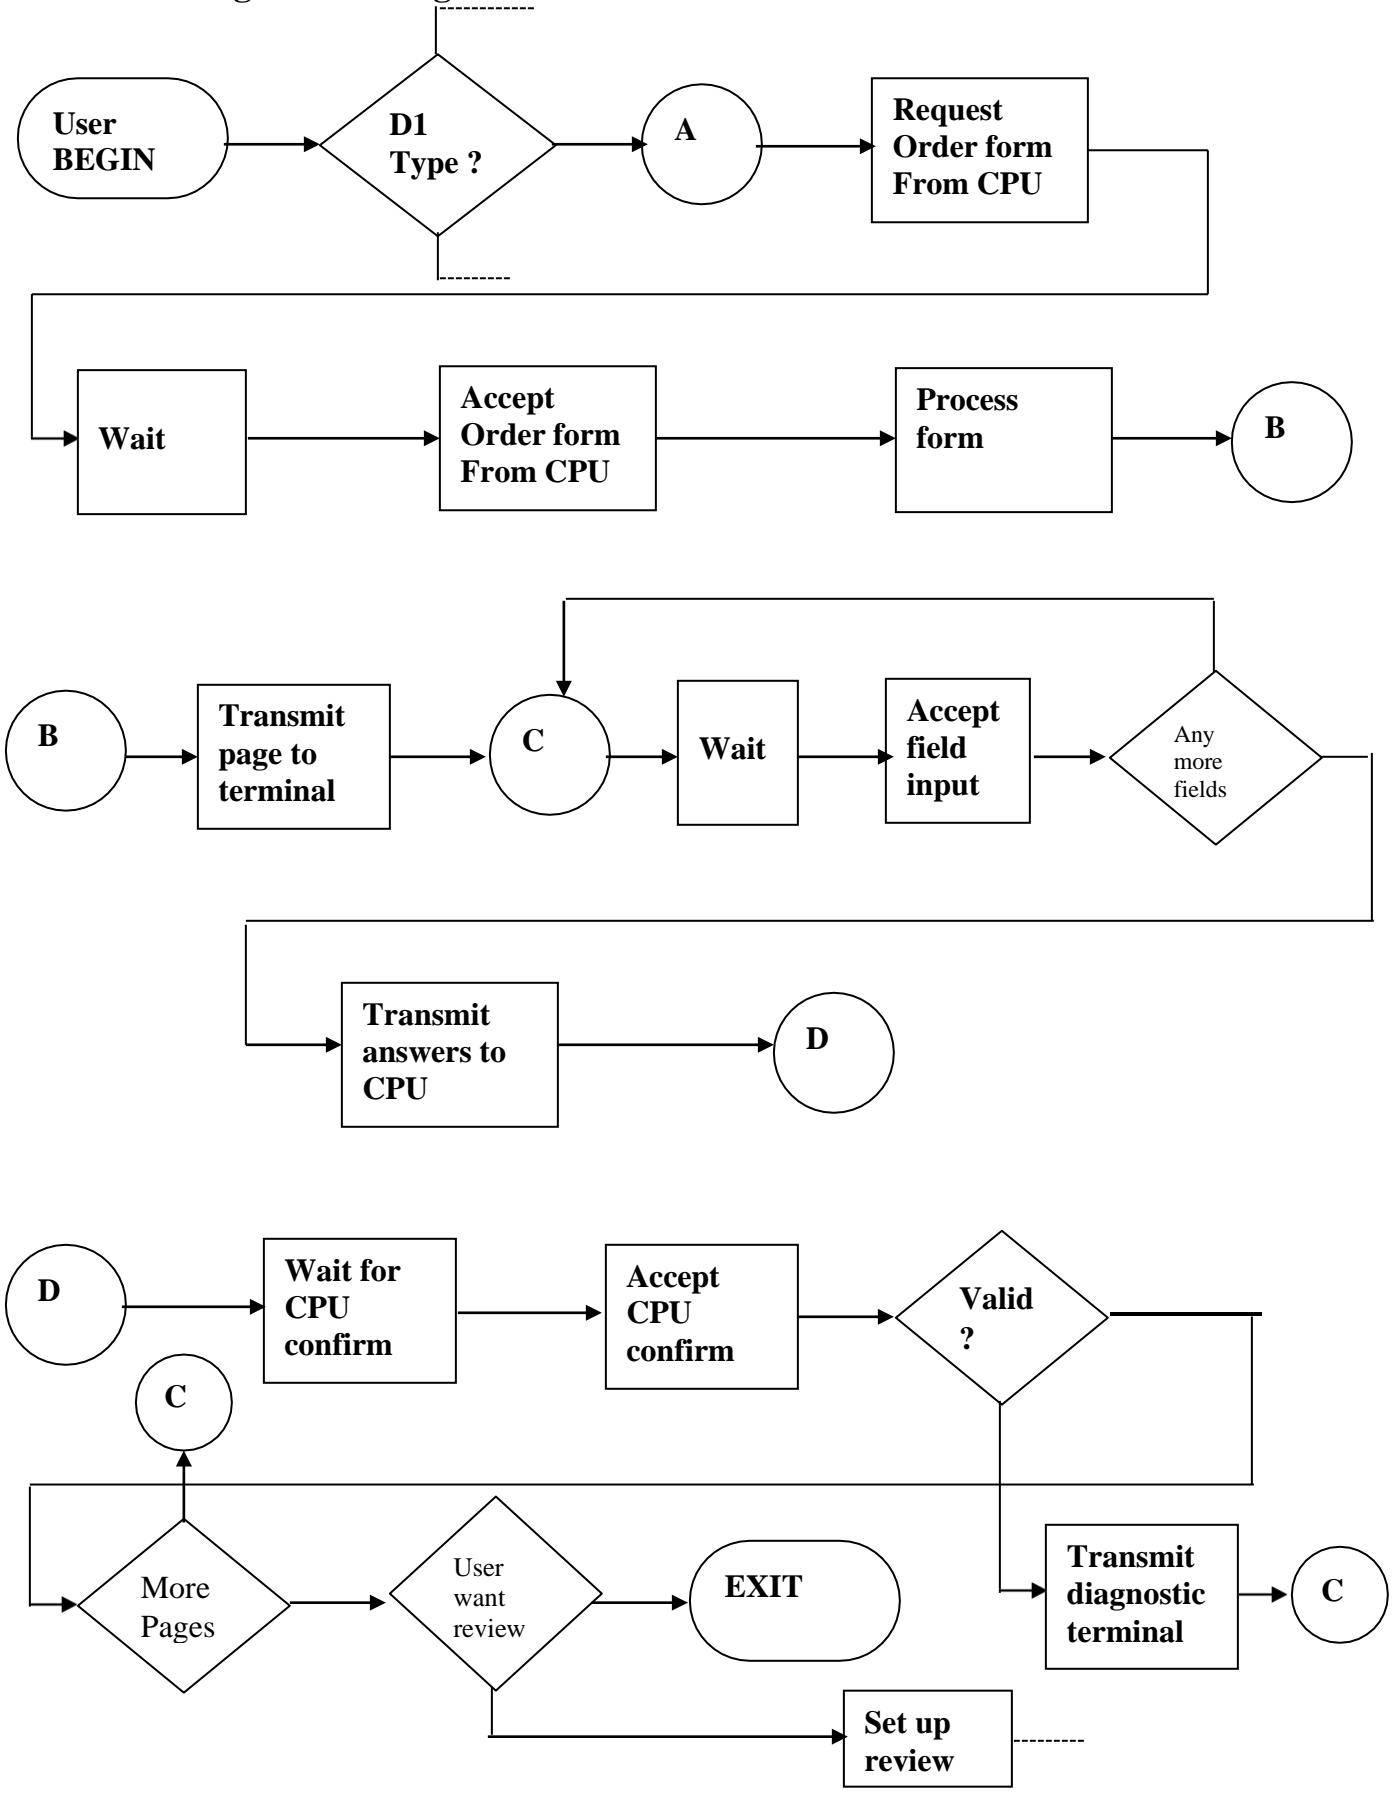 User
BEGIN
D1
Type ?
A
Request
Order form
From CPU
Wait
Accept
Order form
From CPU
Process
form
B
B
Transmit
page to
terminal
C
Wait
Accept
field
input
Any
more
fields
Transmit
answers to
CPU
D
D
Wait for
CPU
confirm
Accept
CPU
confirm
Valid
?
C
More
Pages
User
want
review
EXIT
Transmit
diagnostic
terminal
C
Set up
review